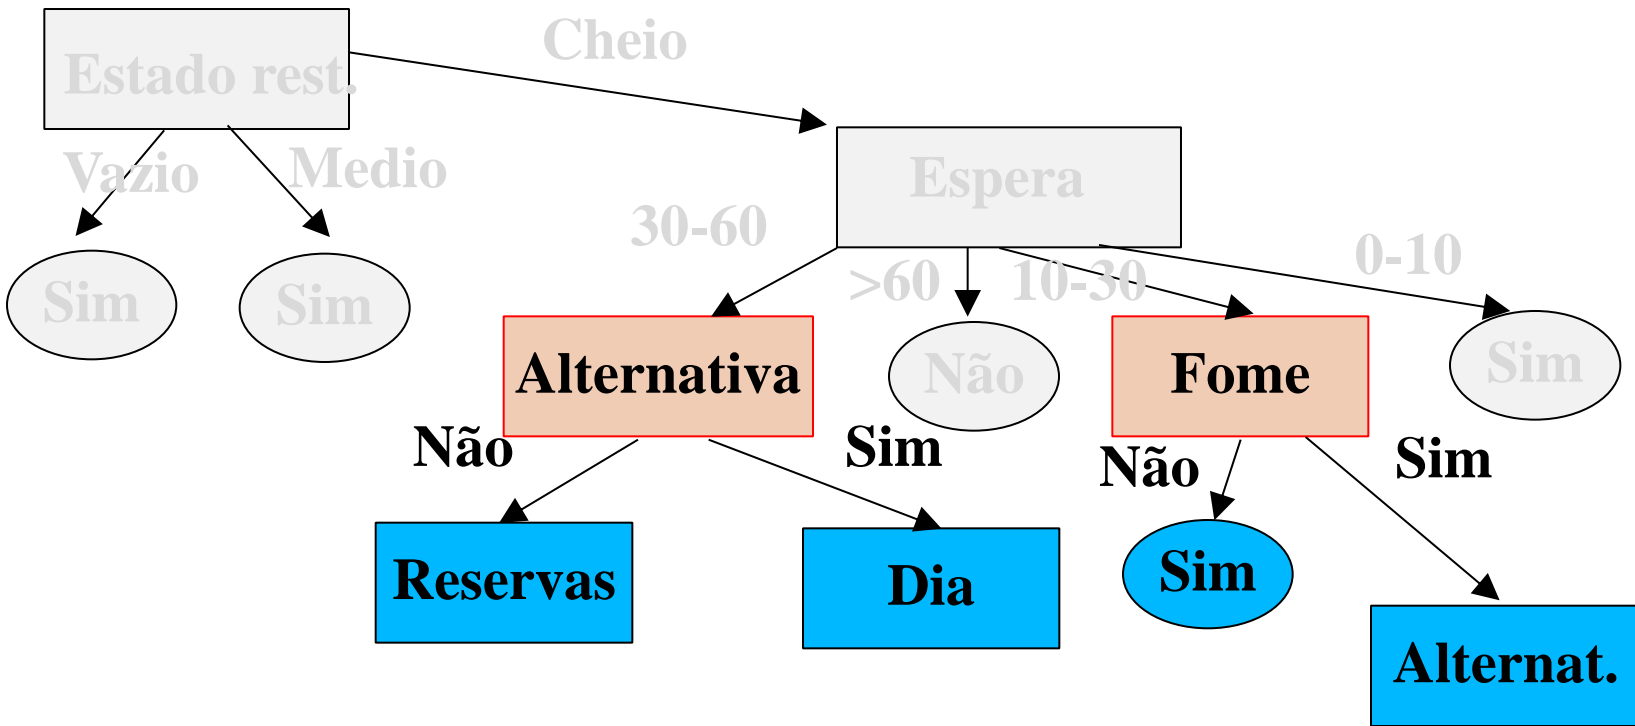 Cheio
Estado rest.
Vazio
Medio
Espera
30-60
>60
10-30
0-10
Sim
Sim
Alternativa
Não
Fome
Sim
Não
Sim
Não
Sim
Reservas
Dia
Sim
Alternat.